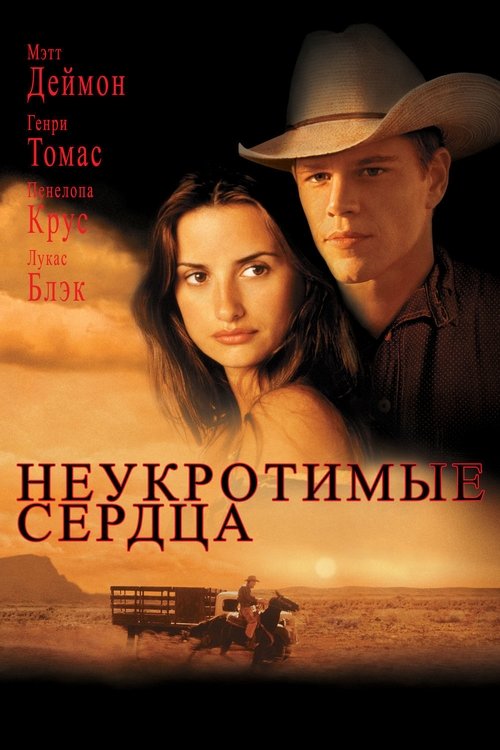 Мэтт
Деймон
Генри
Томас
Пенелопа
Крус
Лукас
Блэк
НЕУКРОТИМЫЕ
СЕРДЦА